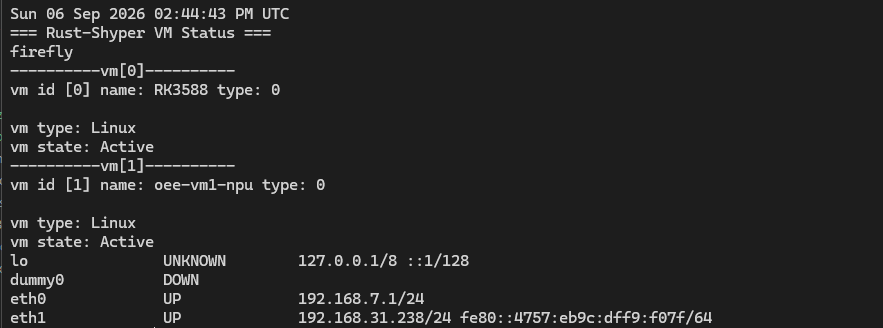 Sun 06 Sep 2026 02:44:43 PM UTC
=== Rust-Shyper VM Status ===
firefly
----------vm[0]----------
vm id [0] name: RK3588 type: 0
vm type: Linux
vm state: Active
----------vm[1]----------
vm id [1] name: oee-vm1-npu type: 0
vm type: Linux
vm state: Active
lo               UNKNOWN        127.0.0.1/8 ::1/128
dummy0           DOWN
eth0             UP             192.168.7.1/24
eth1             UP             192.168.31.238/24 fe80::4757:eb9c:dff9:f07f/64